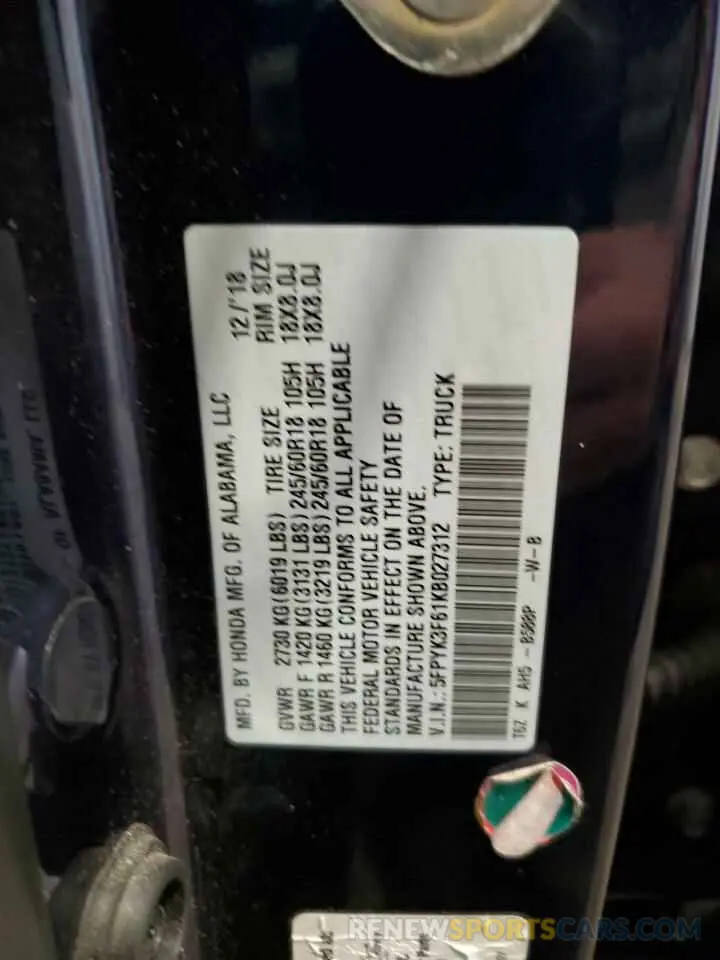 MFD. BY HONDA MFG. OF ALABAMA, LLC 12/'18
GVWR 2730 KG (6019 LBS) TIRE SIZE RIM SIZE
GAWR F 1420 KG (3131 LBS) 245/60R18 105H 18X8.0J
GAWR R 1460 KG (3219 LBS) 245/60R18 105H 18X8.0J
THIS VEHICLE CONFORMS TO ALL APPLICABLE
FEDERAL MOTOR VEHICLE SAFETY
STANDARDS IN EFFECT ON THE DATE OF
MANUFACTURE SHOWN ABOVE.
V.I.N.: 5FPYK3F61KB027312 TYPE: TRUCK
T6Z K AH5 - B588P -W-B
RENEWSPORTSCARS.COM